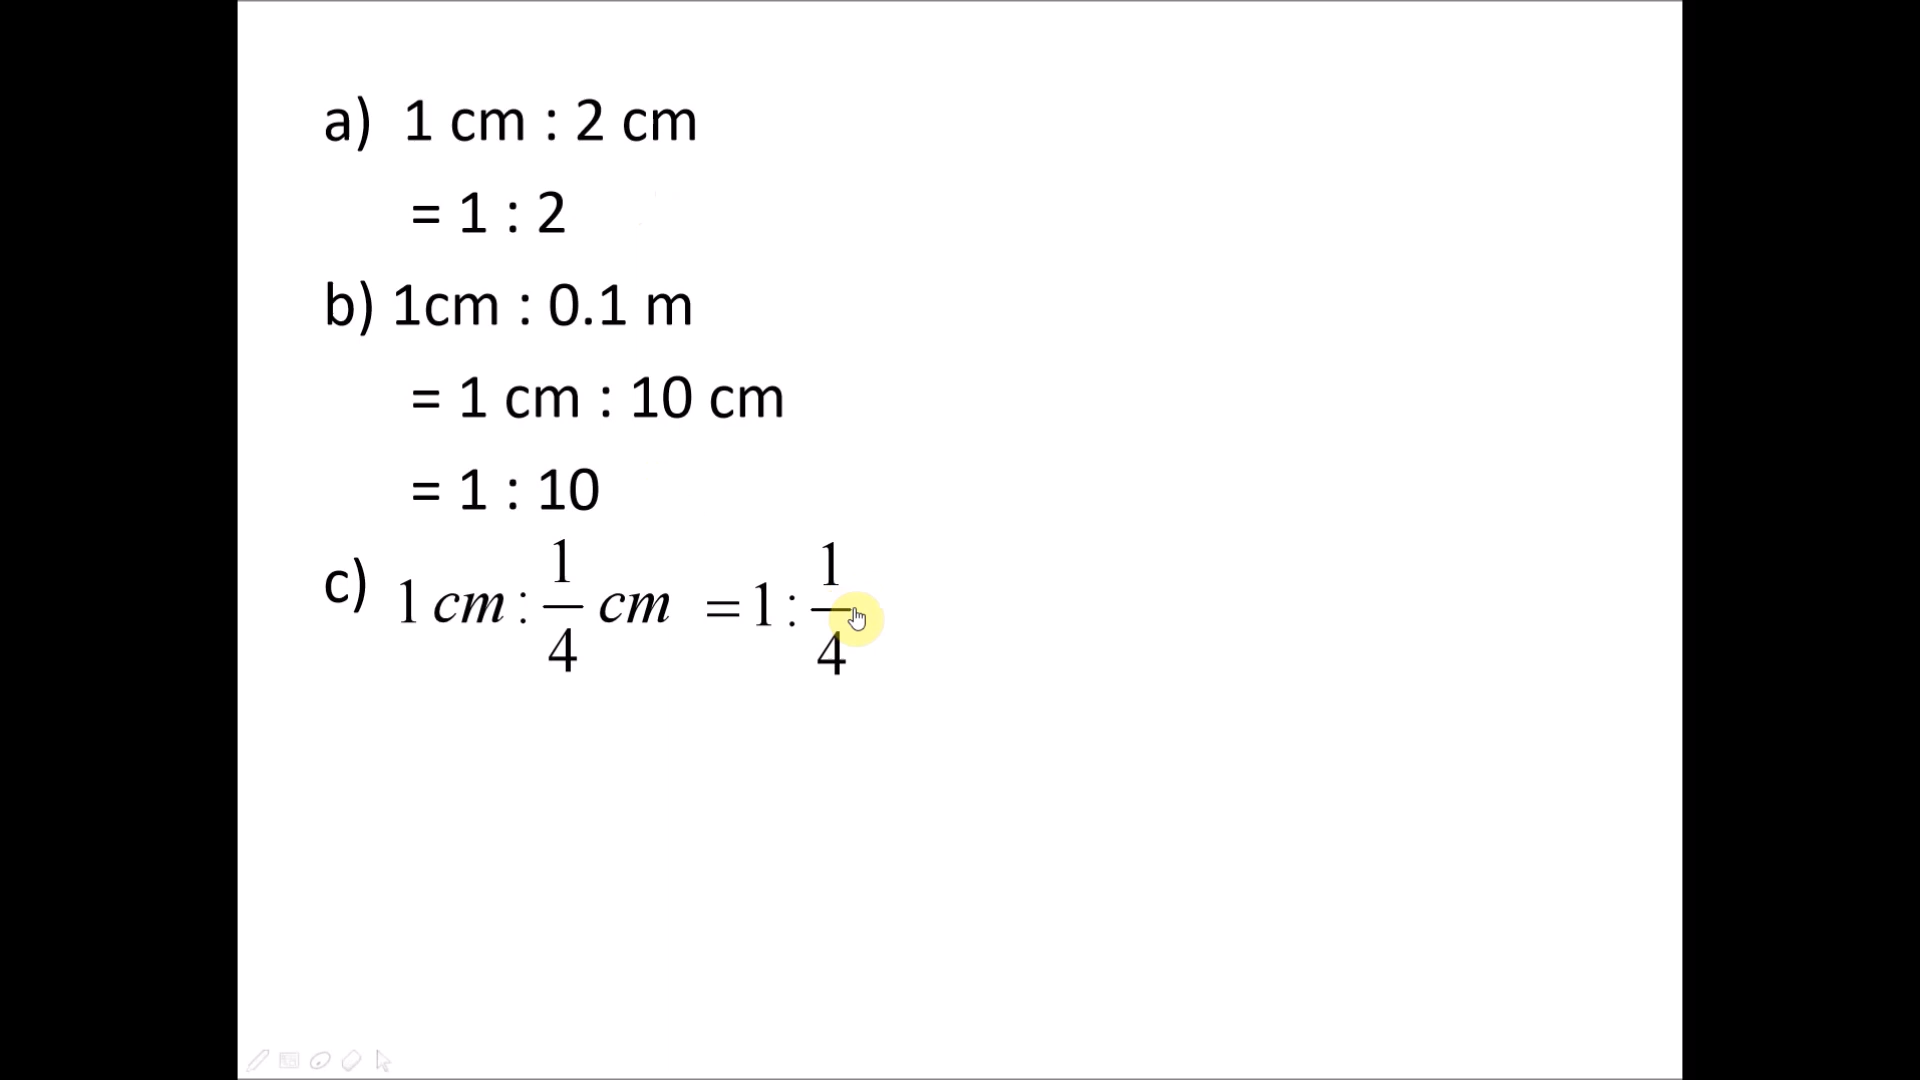 a) 1 cm : 2 cm
= 1 : 2
b) 1cm : 0.1 m
= 1 cm : 10 cm
= 1 : 10
c) 1 cm : 1/4 cm = 1 : 1/4